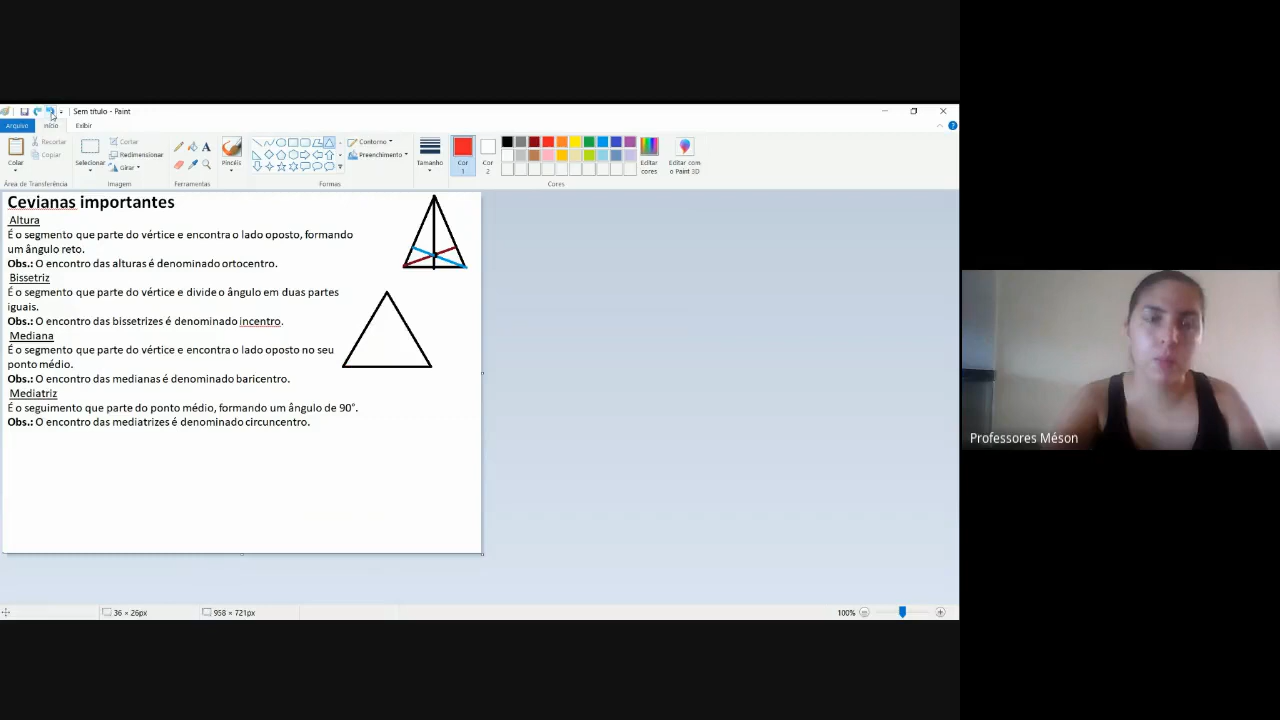 Sem título - Paint
Arquivo Início Exibir
Colar
Recortar
Copiar
Área de Transferência
Selecionar
Cortar
Redimensionar
Girar
Imagem
Ferramentas
Pincéis
Contorno
Preenchimento
Formas
Tamanho
Cor 1
Cor 2
Editar cores
Editar com o Paint 3D
Cores
Cevianas importantes
Altura
É o segmento que parte do vértice e encontra o lado oposto, formando
um ângulo reto.
Obs.: O encontro das alturas é denominado ortocentro.
Bissetriz
É o segmento que parte do vértice e divide o ângulo em duas partes
iguais.
Obs.: O encontro das bissetrizes é denominado incentro.
Mediana
É o segmento que parte do vértice e encontra o lado oposto no seu
ponto médio.
Obs.: O encontro das medianas é denominado baricentro.
Mediatriz
É o seguimento que parte do ponto médio, formando um ângulo de 90°.
Obs.: O encontro das mediatrizes é denominado circuncentro.
Professores Méson
36 × 26px
958 × 721px
100%